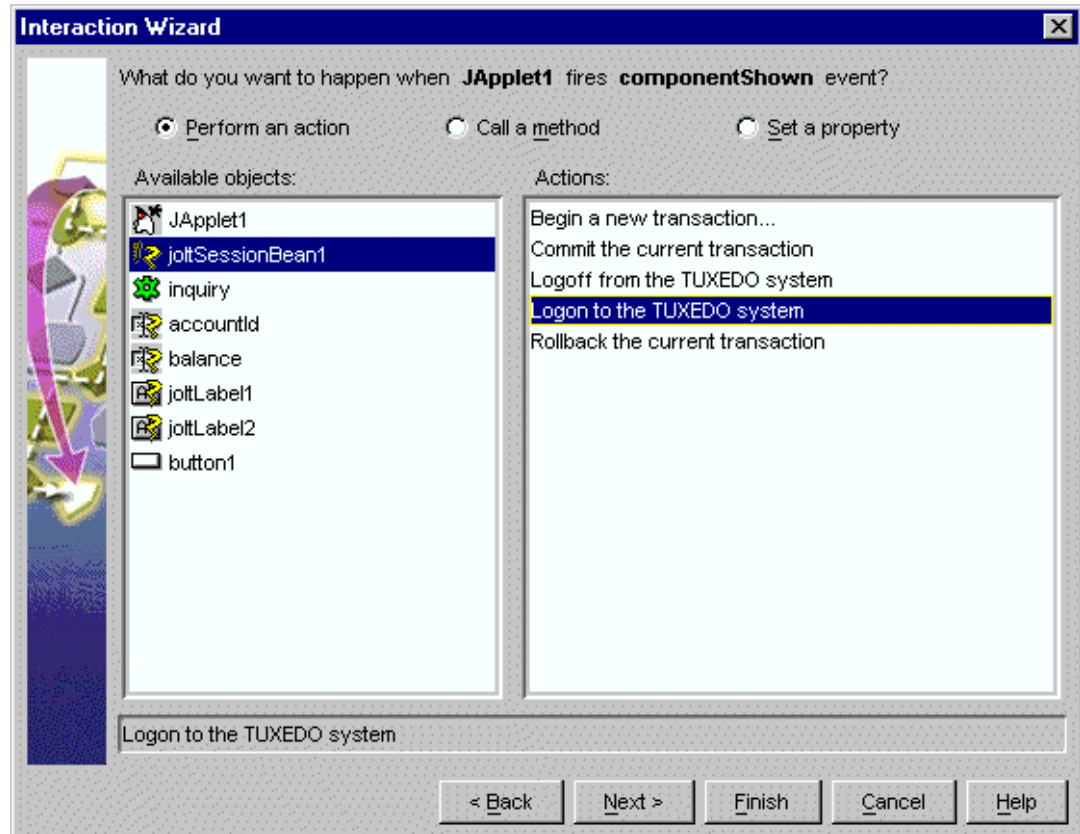 Interaction Wizard
What do you want to happen when JApplet1 fires componentShown event?
Perform an action Call a method Set a property
Available objects:
JApplet1
joltSessionBean1
inquiry
accountId
balance
joltLabel1
joltLabel2
button1
Actions:
Begin a new transaction...
Commit the current transaction
Logoff from the TUXEDO system
Logon to the TUXEDO system
Rollback the current transaction
Logon to the TUXEDO system
< Back Next > Finish Cancel Help